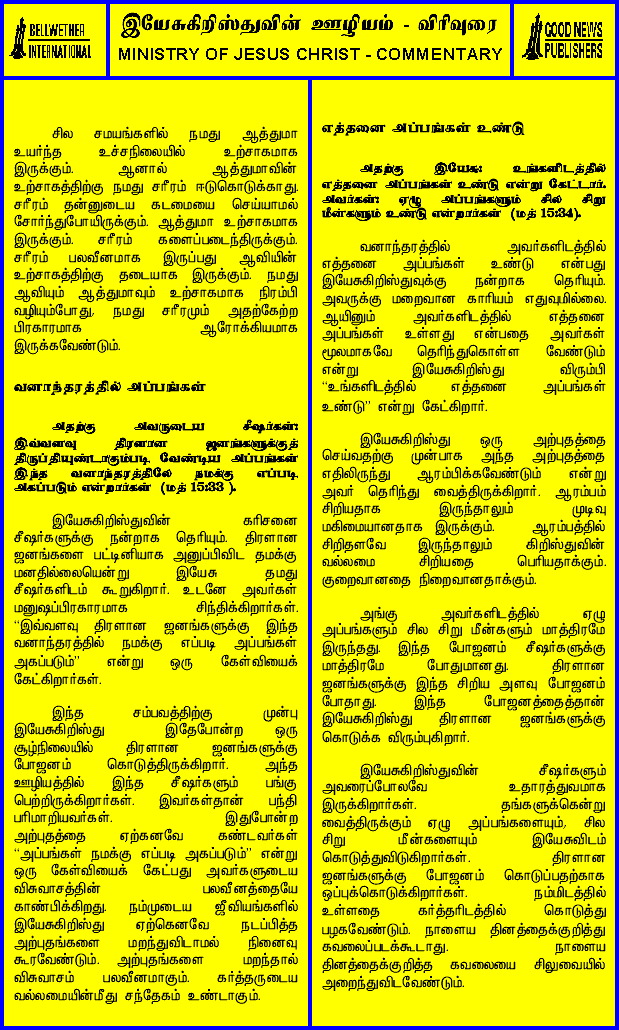 BELLWETHER
INTERNATIONAL
இயேசுகிறிஸ்துவின் ஊழியம் - விரிவுரை
MINISTRY OF JESUS CHRIST - COMMENTARY
GOOD NEWS
PUBLISHERS
சில சமயங்களில் நமது ஆத்துமா
உயர்ந்த உச்சநிலையில் உற்சாகமாக
இருக்கும். ஆனால் ஆத்துமாவின்
உற்சாகத்திற்கு நமது சரீரம் ஈடுகொடுக்காது.
சரீரம் தன்னுடைய கடமையை செய்யாமல்
சோர்ந்துபோயிருக்கும். ஆத்துமா உற்சாகமாக
இருக்கும். சரீரம் களைப்படைந்திருக்கும்.
சரீரம் பலவீனமாக இருப்பது ஆவியின்
உற்சாகத்திற்கு தடையாக இருக்கும். நமது
ஆவியும் ஆத்துமாவும் உற்சாகமாக நிரம்பி
வழியும்போது, நமது சரீரமும் அதற்கேற்ற
பிரகாரமாக ஆரோக்கியமாக
இருக்கவேண்டும்.
வனாந்தரத்தில் அப்பங்கள்
அதற்கு அவருடைய சீஷர்கள்:
இவ்வளவு திரளான ஜனங்களுக்குத்
திருப்தியுண்டாகும்படி வேண்டிய அப்பங்கள்
இந்த வனாந்தரத்திலே நமக்கு எப்படி
அகப்படும் என்றார்கள் (மத் 15:33 ).
இயேசுகிறிஸ்துவின் கரிசனை
சீஷர்களுக்கு நன்றாக தெரியும். திரளான
ஜனங்களை பட்டினியாக அனுப்பிவிட தமக்கு
மனதில்லையென்று இயேசு தமது
சீஷர்களிடம் கூறுகிறார். உடனே அவர்கள்
மனுஷப்பிரகாரமாக சிந்திக்கிறார்கள்.
“இவ்வளவு திரளான ஜனங்களுக்கு இந்த
வனாந்தரத்தில் நமக்கு எப்படி அப்பங்கள்
அகப்படும்” என்று ஒரு கேள்வியைக்
கேட்கிறார்கள்.
இந்த சம்பவத்திற்கு முன்பு
இயேசுகிறிஸ்து இதேபோன்ற ஒரு
சூழ்நிலையில் திரளான ஜனங்களுக்கு
போஜனம் கொடுத்திருக்கிறார். அந்த
ஊழியத்தில் இந்த சீஷர்களும் பங்கு
பெற்றிருக்கிறார்கள். இவர்கள்தான் பந்தி
பரிமாறியவர்கள். இதுபோன்ற
அற்புதத்தை ஏற்கனவே கண்டவர்கள்
“அப்பங்கள் நமக்கு எப்படி அகப்படும்” என்று
ஒரு கேள்வியைக் கேட்பது அவர்களுடைய
விசுவாசத்தின் பலவீனத்தையே
காண்பிக்கிறது. நம்முடைய ஜீவியங்களில்
இயேசுகிறிஸ்து ஏற்கெனவே நடப்பித்த
அற்புதங்களை மறந்துவிடாமல் நினைவு
கூரவேண்டும். அற்புதங்களை மறந்தால்
விசுவாசம் பலவீனமாகும். கர்த்தருடைய
வல்லமையின்மீது சந்தேகம் உண்டாகும்.
எத்தனை அப்பங்கள் உண்டு
அதற்கு இயேசு: உங்களிடத்தில்
எத்தனை அப்பங்கள் உண்டு என்று கேட்டார்.
அவர்கள்: ஏழு அப்பங்களும் சில சிறு
மீன்களும் உண்டு என்றார்கள் (மத் 15:34).
வனாந்தரத்தில் அவர்களிடத்தில்
எத்தனை அப்பங்கள் உண்டு என்பது
இயேசுகிறிஸ்துவுக்கு நன்றாக தெரியும்.
அவருக்கு மறைவான காரியம் எதுவுமில்லை.
ஆயினும் அவர்களிடத்தில் எத்தனை
அப்பங்கள் உள்ளது என்பதை அவர்கள்
மூலமாகவே தெரிந்துகொள்ள வேண்டும்
என்று இயேசுகிறிஸ்து விரும்பி
“உங்களிடத்தில் எத்தனை அப்பங்கள்
உண்டு” என்று கேட்கிறார்.
இயேசுகிறிஸ்து ஒரு அற்புதத்தை
செய்வதற்கு முன்பாக அந்த அற்புதத்தை
எதிலிருந்து ஆரம்பிக்கவேண்டும் என்று
அவர் தெரிந்து வைத்திருக்கிறார். ஆரம்பம்
சிறியதாக இருந்தாலும் முடிவு
மகிமையானதாக இருக்கும். ஆரம்பத்தில்
சிறிதளவே இருந்தாலும் கிறிஸ்துவின்
வல்லமை சிறியதை பெரியதாக்கும்.
குறைவானதை நிறைவானதாக்கும்.
அங்கு அவர்களிடத்தில் ஏழு
அப்பங்களும் சில சிறு மீன்களும் மாத்திரமே
இருந்தது. இந்த போஜனம் சீஷர்களுக்கு
மாத்திரமே போதுமானது. திரளான
ஜனங்களுக்கு இந்த சிறிய அளவு போஜனம்
போதாது. இந்த போஜனத்தைத்தான்
இயேசுகிறிஸ்து திரளான ஜனங்களுக்கு
கொடுக்க விரும்புகிறார்.
இயேசுகிறிஸ்துவின் சீஷர்களும்
அவரைப்போலவே உதாரத்துவமாக
இருக்கிறார்கள். தங்களுக்கென்று
வைத்திருக்கும் ஏழு அப்பங்களையும், சில
சிறு மீன்களையும் இயேசுவிடம்
கொடுத்துவிடுகிறார்கள். திரளான
ஜனங்களுக்கு போஜனம் கொடுப்பதற்காக
ஒப்புக்கொடுக்கிறார்கள். நம்மிடத்தில்
உள்ளதை கர்த்தரிடத்தில் கொடுத்து
பழகவேண்டும். நாளைய தினத்தைக்குறித்து
கவலைப்படக்கூடாது. நாளைய
தினத்தைக்குறித்த கவலையை சிலுவையில்
அறைந்துவிடவேண்டும்.